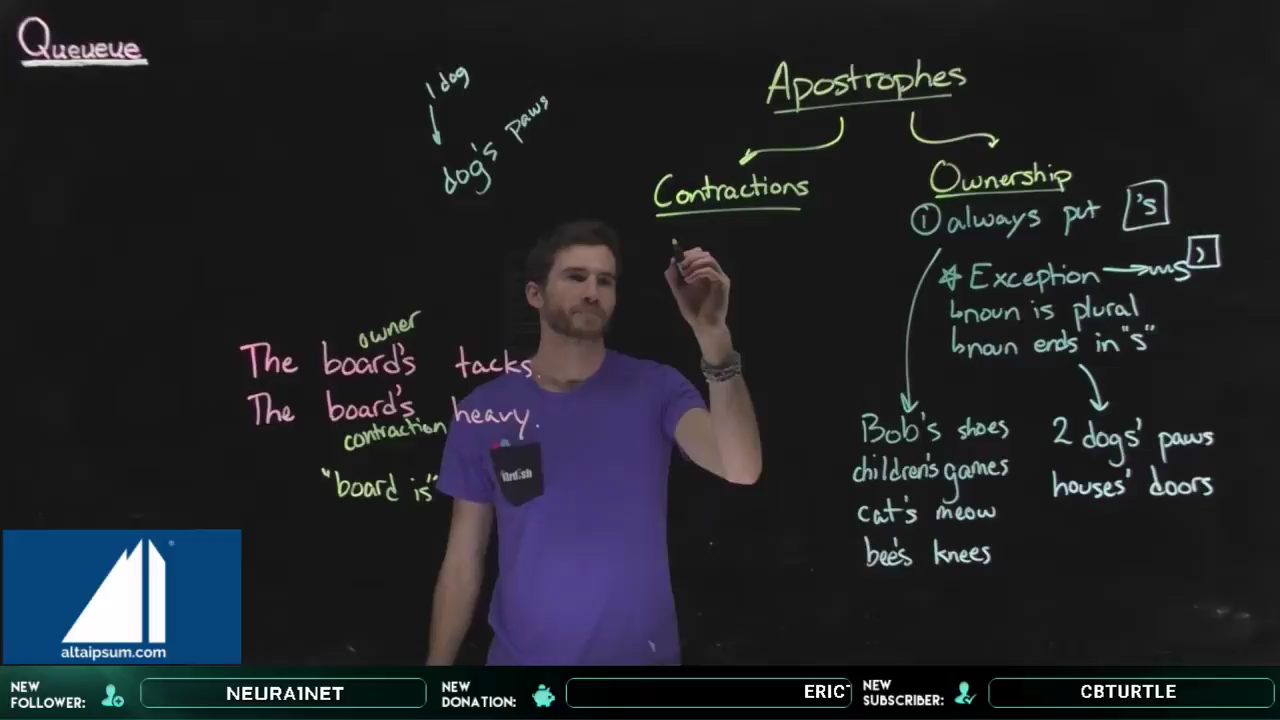 Queueue
1 dog
dog's paws
Apostrophes
Contractions
Ownership
① always put 's
* Exception → s'
↳noun is plural
↳noun ends in "s"
owner
The board's tacks.
The board's heavy.
contraction
"board is"
Bob's shoes
children's games
cat's meow
bee's knees
2 dogs' paws
houses' doors
altaipsum.com
NEW FOLLOWER:
NEURA1NET
NEW DONATION:
ERIC
NEW SUBSCRIBER:
CBTURTLE